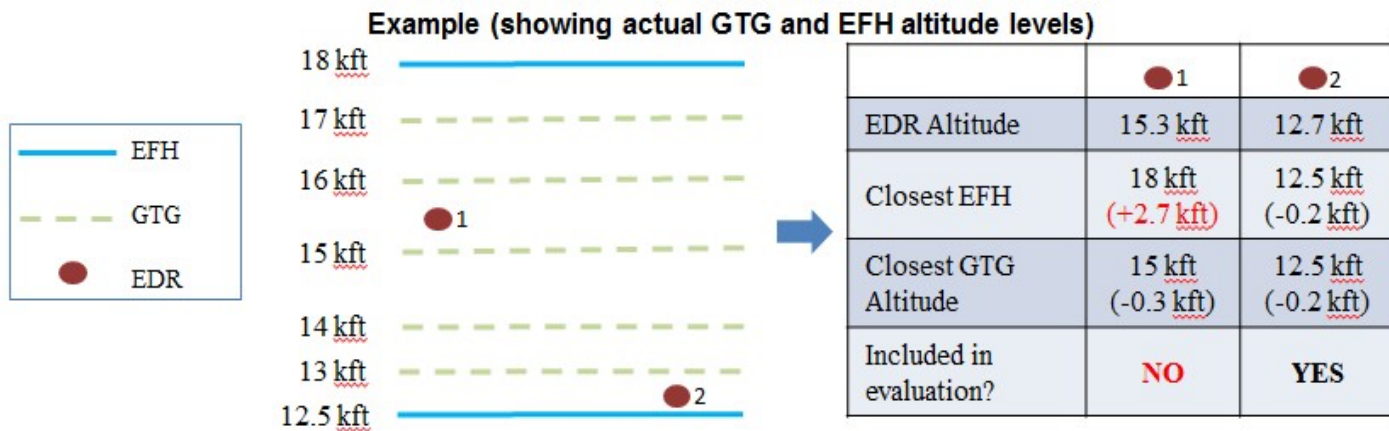 Example (showing actual GTG and EFH altitude levels)
EFH
GTG
EDR
18 kft
17 kft
16 kft
15 kft
14 kft
13 kft
12.5 kft
1
2
1 2
EDR Altitude 15.3 kft 12.7 kft
Closest EFH 18 kft 12.5 kft
(+2.7 kft) (-0.2 kft)
Closest GTG 15 kft 12.5 kft
Altitude (-0.3 kft) (-0.2 kft)
Included in
evaluation? NO YES